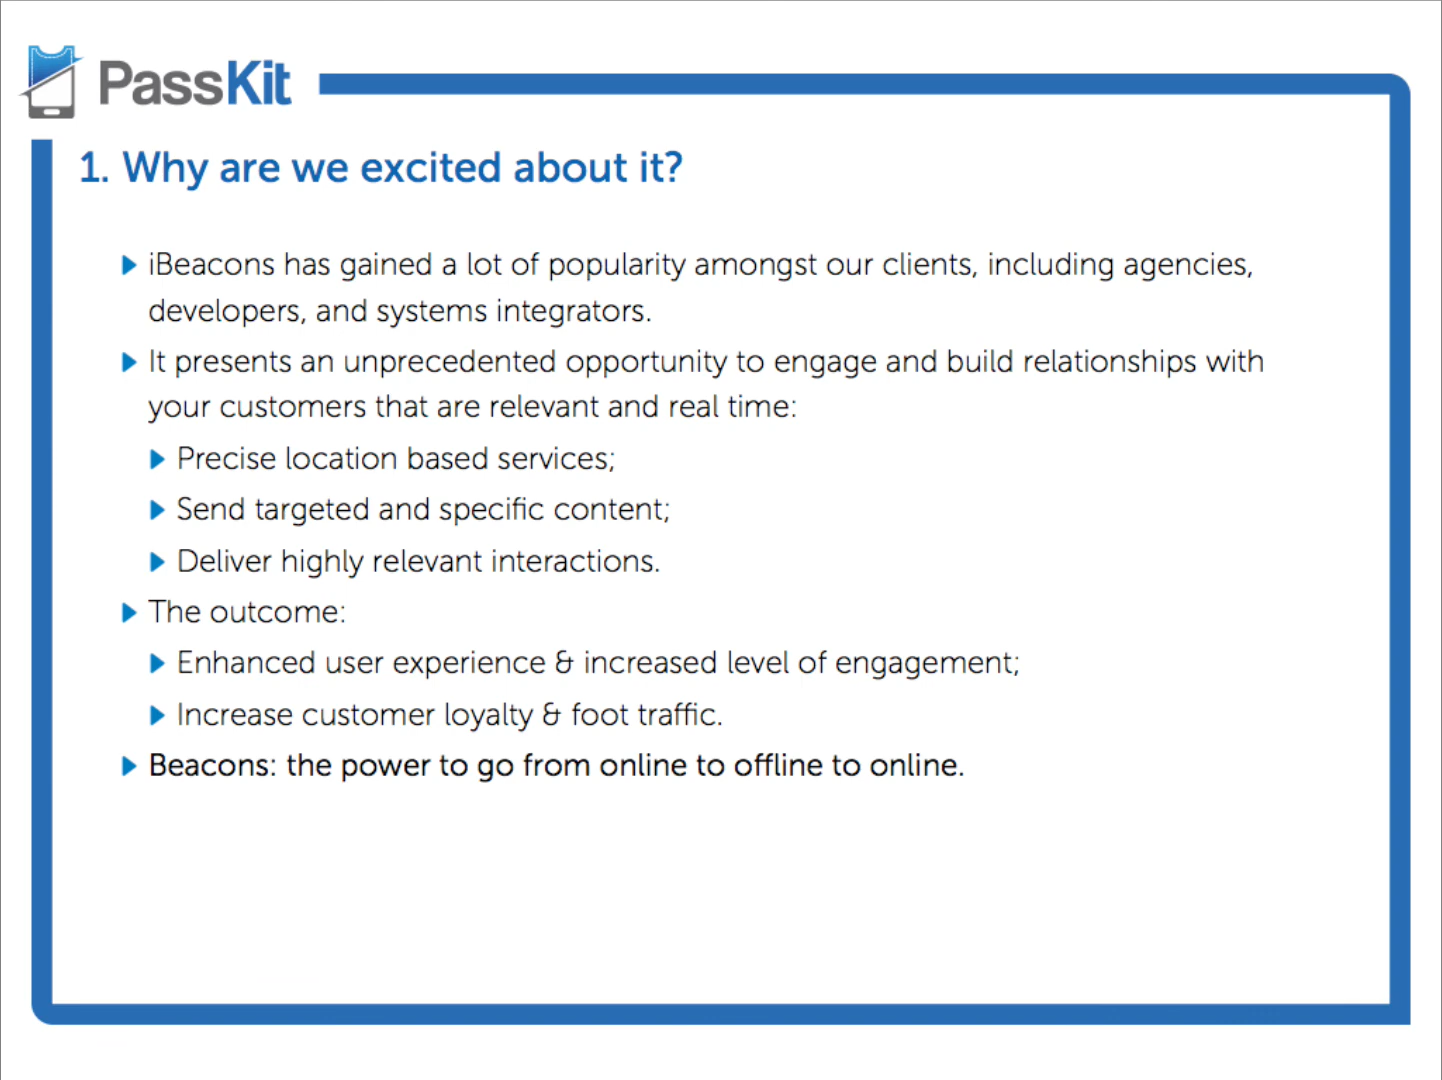 PassKit
1. Why are we excited about it?
iBeacons has gained a lot of popularity amongst our clients, including agencies,
developers, and systems integrators.
It presents an unprecedented opportunity to engage and build relationships with
your customers that are relevant and real time:
Precise location based services;
Send targeted and specific content;
Deliver highly relevant interactions.
The outcome:
Enhanced user experience & increased level of engagement;
Increase customer loyalty & foot traffic.
Beacons: the power to go from online to offline to online.